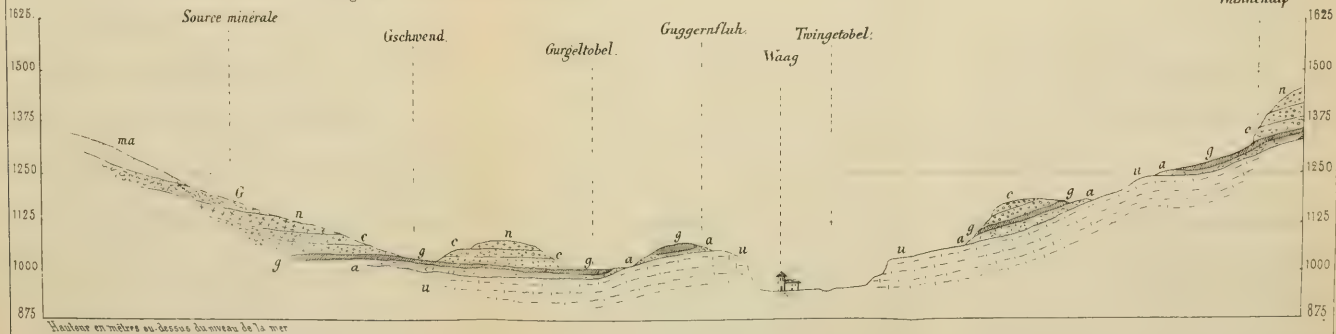 Source minérale
Gschwend.
Gurgeltobel.
Guggernfluh.
Waag
Twingetobel:
1625.
1500
1375
1250
1125
1000
875
1625
1500
1375
1250
1125
1000
875
ma
G
n
c
g
a
u
c
n
c
g
g
a
g
a
u
u
a
g
c
g
a
u
a
g
c
n
Hauteur en mètres au-dessus du niveau de la mer